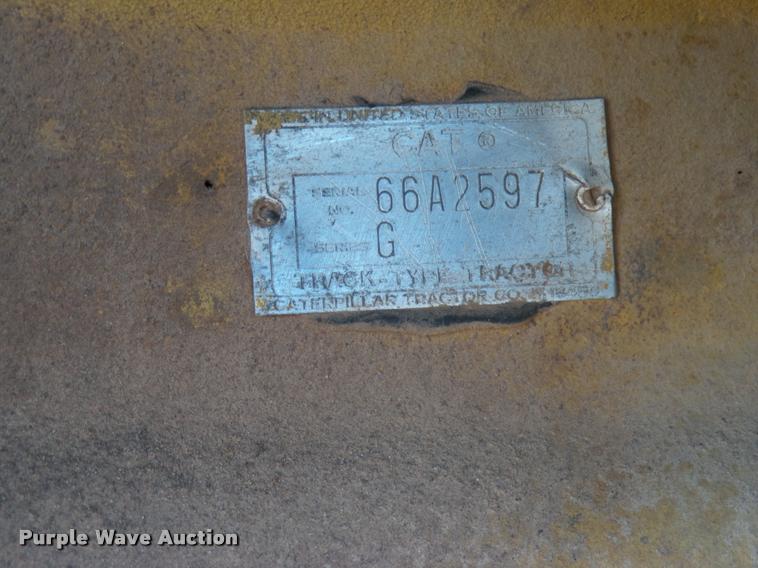 IN UNITED STATES OF AMERICA
CAT ®
SERIAL NO. 66A2597
SERIES G
TRACK-TYPE TRACTOR
CATERPILLAR TRACTOR CO.
Purple Wave Auction